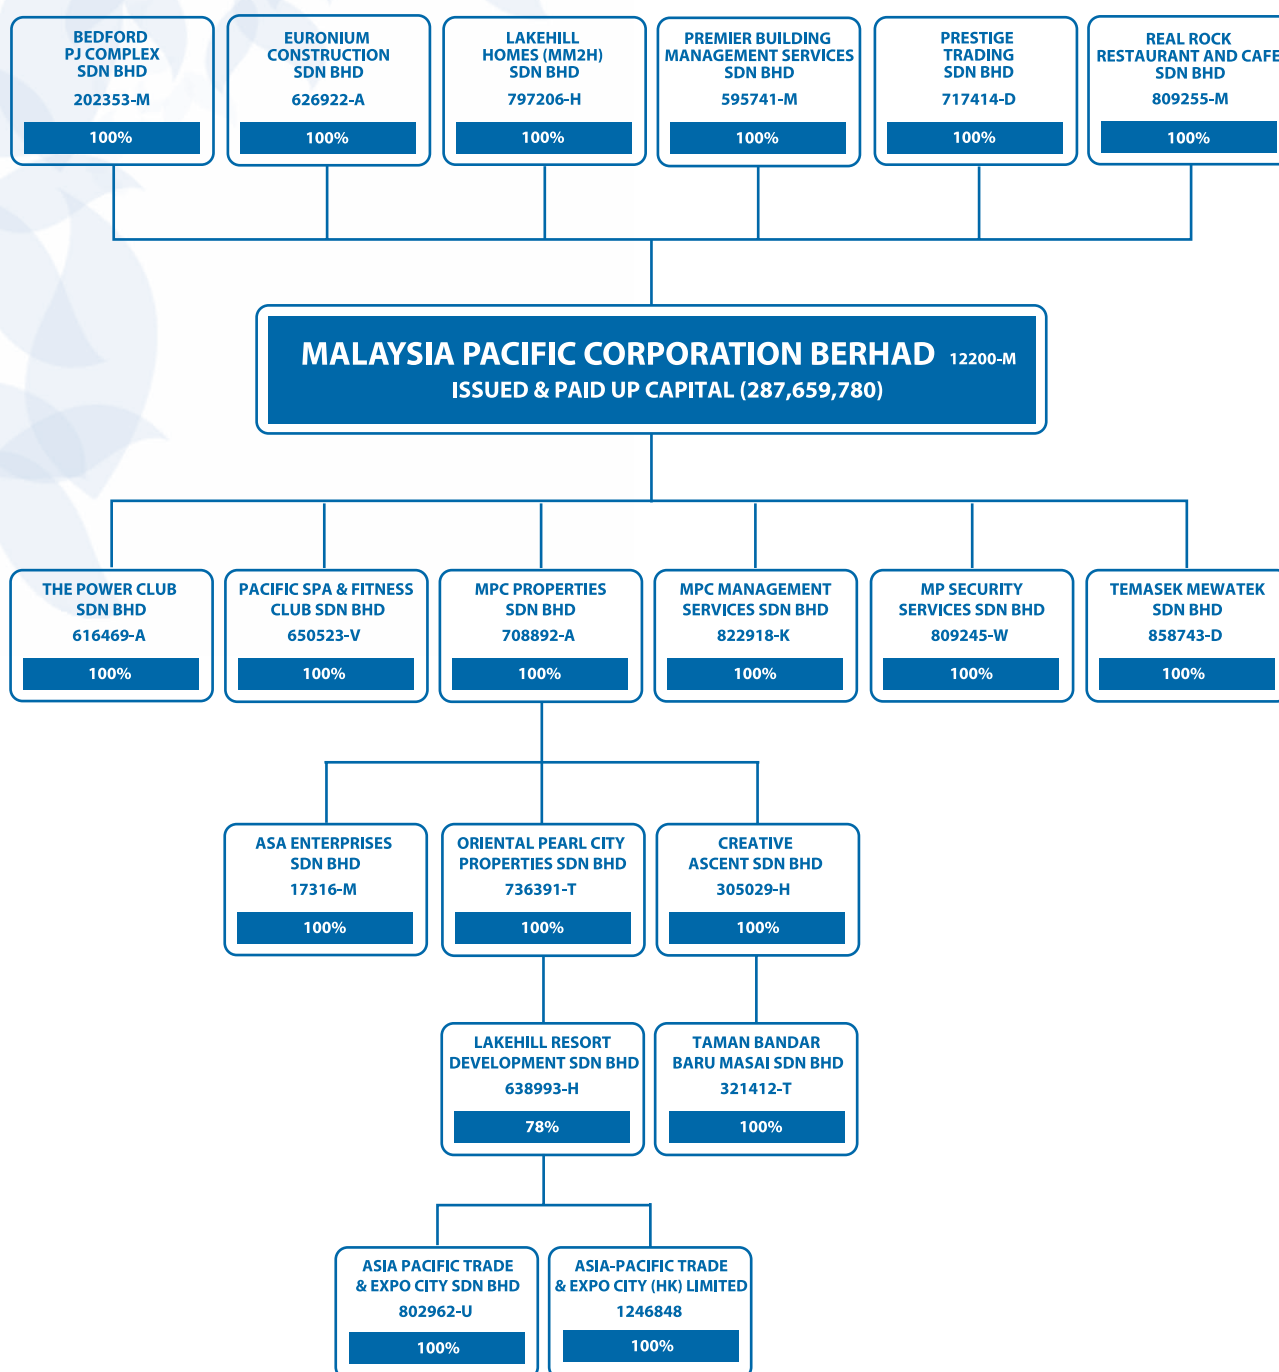 BEDFORD
PJ COMPLEX
SDN BHD
202353-M
100%
EURONIUM
CONSTRUCTION
SDN BHD
626922-A
100%
LAKEHILL
HOMES (MM2H)
SDN BHD
797206-H
100%
PREMIER BUILDING
MANAGEMENT SERVICES
SDN BHD
595741-M
100%
PRESTIGE
TRADING
SDN BHD
717414-D
100%
REAL ROCK
RESTAURANT AND CAFE
SDN BHD
809255-M
100%
MALAYSIA PACIFIC CORPORATION BERHAD 12200-M
ISSUED & PAID UP CAPITAL (287,659,780)
THE POWER CLUB
SDN BHD
616469-A
100%
PACIFIC SPA & FITNESS
CLUB SDN BHD
650523-V
100%
MPC PROPERTIES
SDN BHD
708892-A
100%
MPC MANAGEMENT
SERVICES SDN BHD
822918-K
100%
MP SECURITY
SERVICES SDN BHD
809245-W
100%
TEMASEK MEWATEK
SDN BHD
858743-D
100%
ASA ENTERPRISES
SDN BHD
17316-M
100%
ORIENTAL PEARL CITY
PROPERTIES SDN BHD
736391-T
100%
CREATIVE
ASCENT SDN BHD
305029-H
100%
LAKEHILL RESORT
DEVELOPMENT SDN BHD
638993-H
78%
TAMAN BANDAR
BARU MASAI SDN BHD
321412-T
100%
ASIA PACIFIC TRADE
& EXPO CITY SDN BHD
802962-U
100%
ASIA-PACIFIC TRADE
& EXPO CITY (HK) LIMITED
1246848
100%